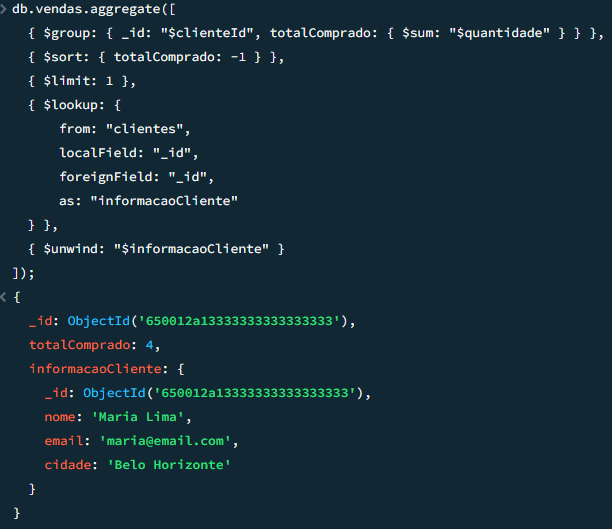 > db.vendas.aggregate([
{ $group: { _id: "$clienteId", totalComprado: { $sum: "$quantidade" } } },
{ $sort: { totalComprado: -1 } },
{ $limit: 1 },
{ $lookup: {
from: "clientes",
localField: "_id",
foreignField: "_id",
as: "informacaoCliente"
} },
{ $unwind: "$informacaoCliente" }
]);
< {
_id: ObjectId('650012a13333333333333333'),
totalComprado: 4,
informacaoCliente: {
_id: ObjectId('650012a13333333333333333'),
nome: 'Maria Lima',
email: 'maria@email.com',
cidade: 'Belo Horizonte'
}
}